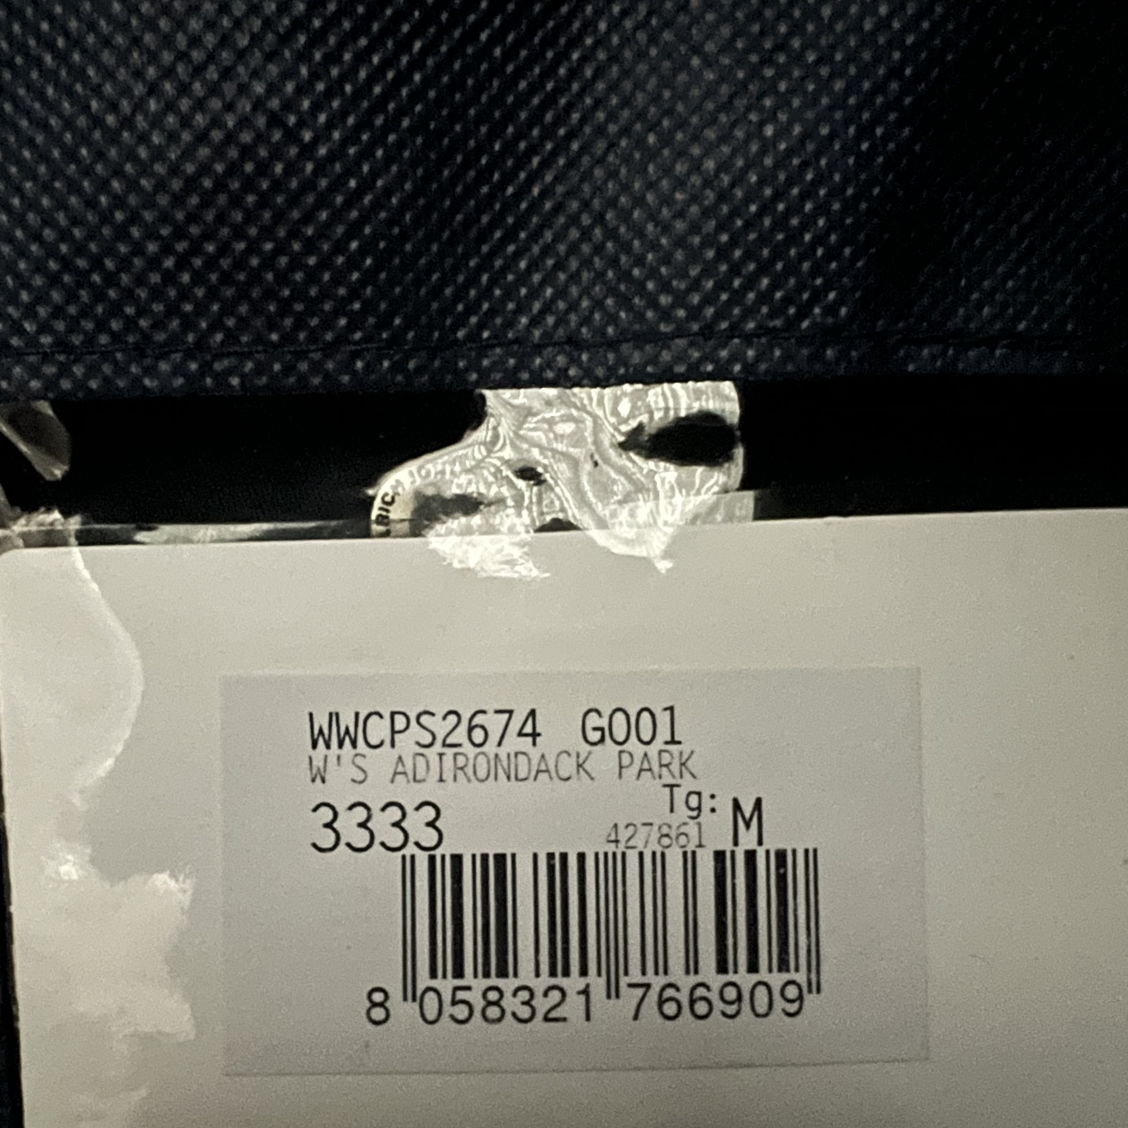 WWCPS2674 G001
W'S ADIRONDACK PARK
Tg:
3333 427861 M
8 058321 766909